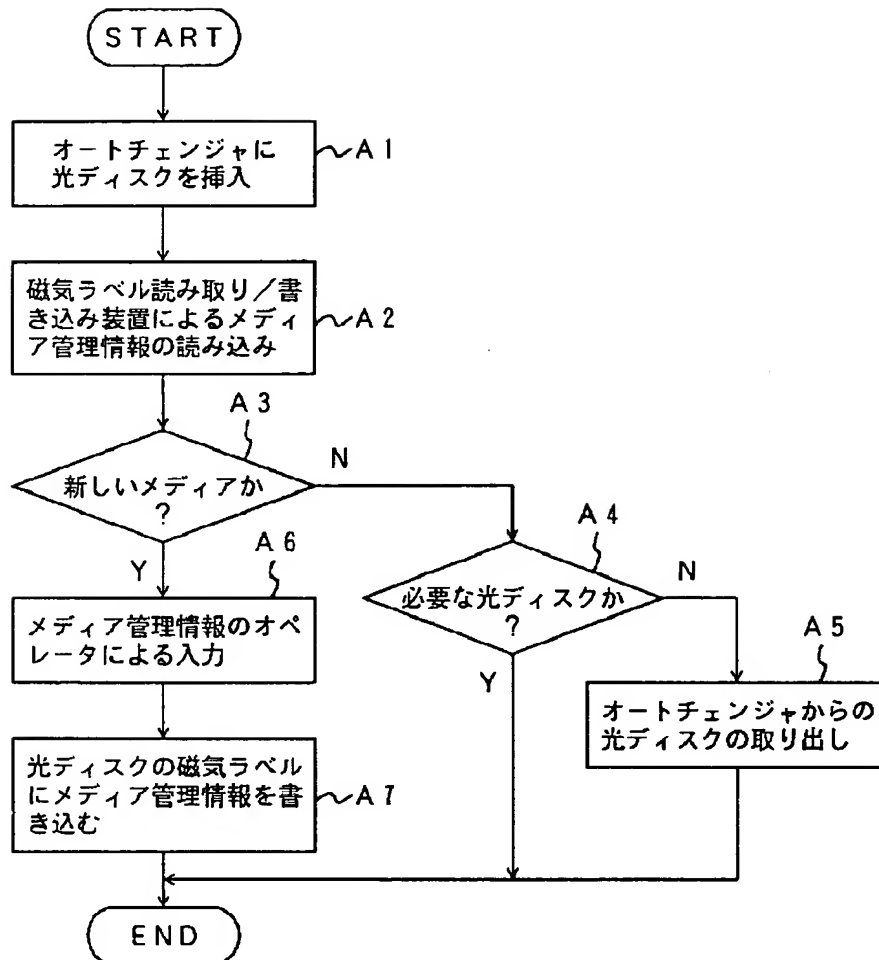 START
オートチェンジャに
光ディスクを挿入
A1
磁気ラベル読み取り／書
き込み装置によるメディ
ア管理情報の読み込み
A2
A3
新しいメディアか
?
N
Y
A4
必要な光ディスクか
?
N
Y
A5
オートチェンジャからの
光ディスクの取り出し
A6
メディア管理情報のオペ
レータによる入力
光ディスクの磁気ラベル
にメディア管理情報を書
き込む
A7
END